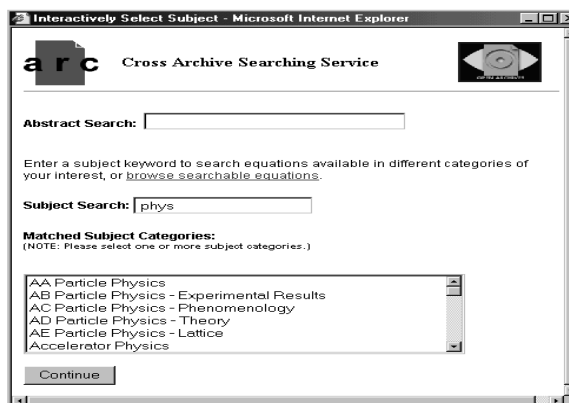 Interactively Select Subject - Microsoft Internet Explorer
arc Cross Archive Searching Service
OPEN ARCHIVES
Abstract Search:
Enter a subject keyword to search equations available in different categories of
your interest, or browse searchable equations.
Subject Search: phys
Matched Subject Categories:
(NOTE: Please select one or more subject categories.)
AA Particle Physics
AB Particle Physics - Experimental Results
AC Particle Physics - Phenomenology
AD Particle Physics - Theory
AE Particle Physics - Lattice
Accelerator Physics
Continue